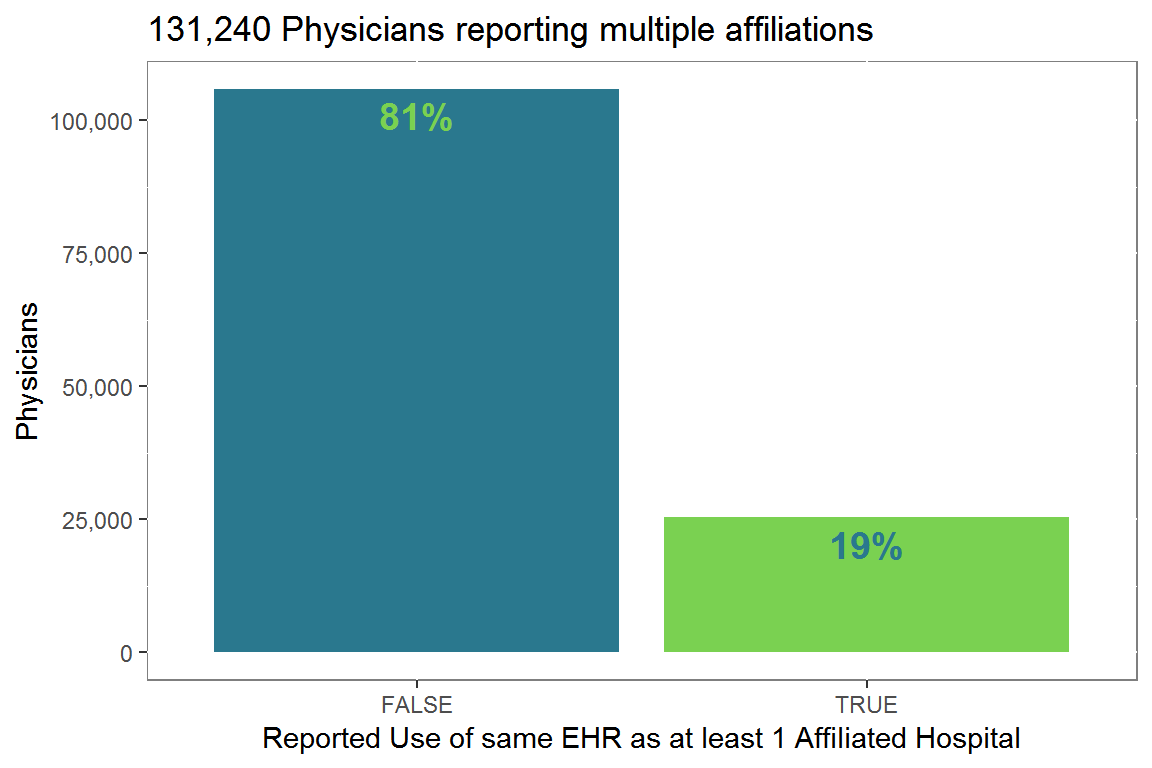 131,240 Physicians reporting multiple affiliations
100,000
75,000
50,000
25,000
0
Physicians
81%
19%
FALSE
TRUE
Reported Use of same EHR as at least 1 Affiliated Hospital